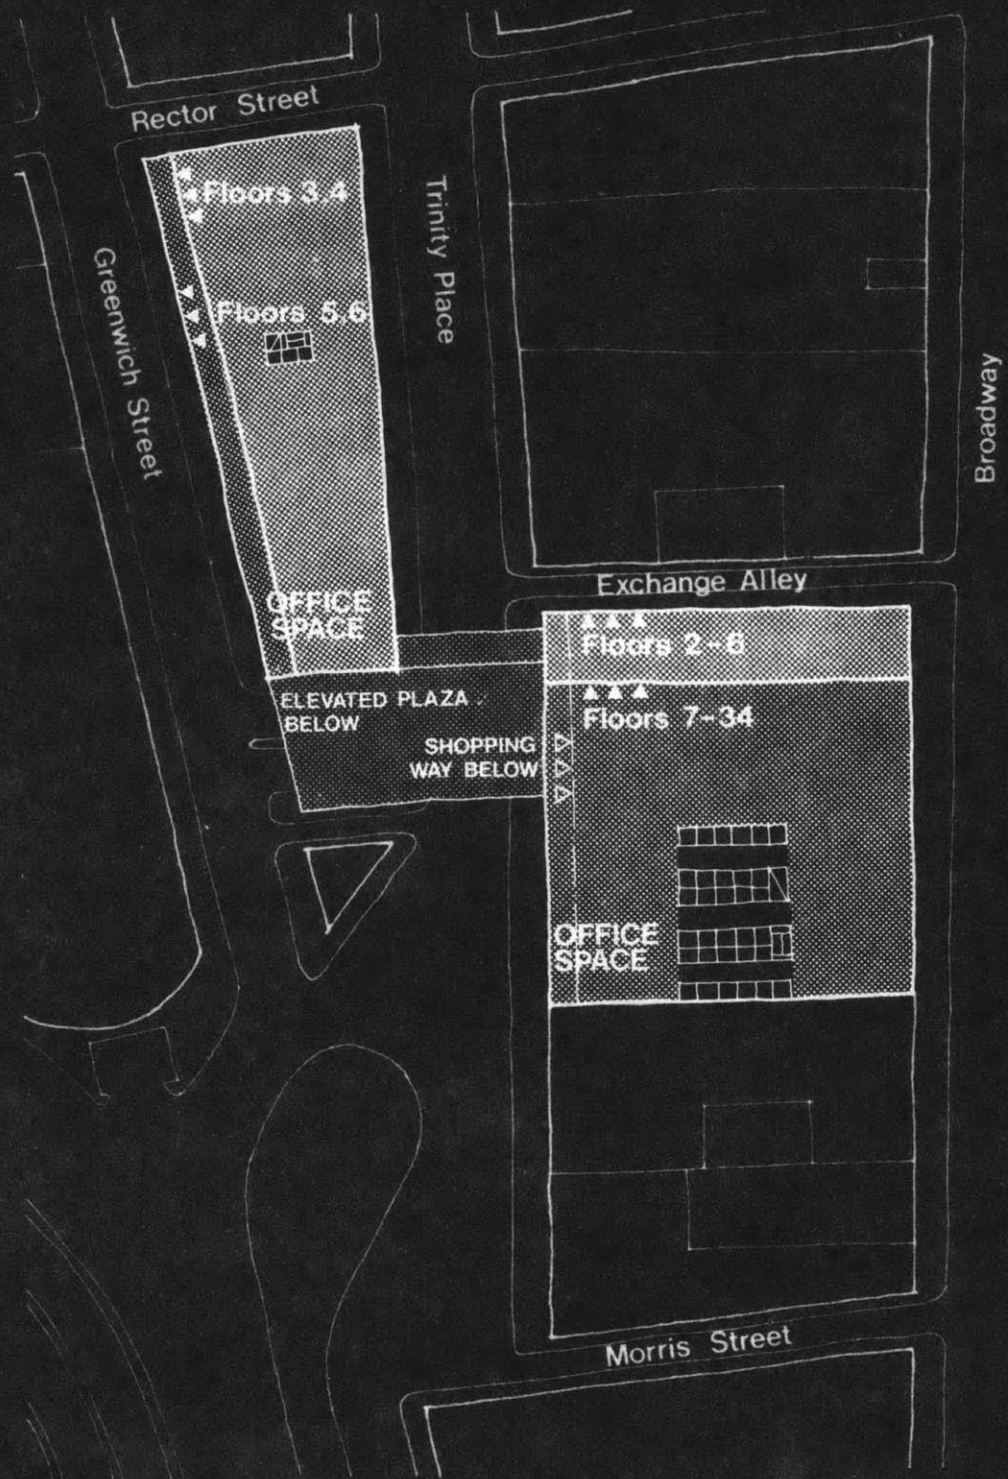 Rector Street
Floors 3.4
Trinity Place
Greenwich Street
Floors 5.6
Broadway
Exchange Alley
OFFICE
SPACE
Floors 2-6
ELEVATED PLAZA
BELOW
Floors 7-34
SHOPPING
WAY BELOW
OFFICE
SPACE
Morris Street